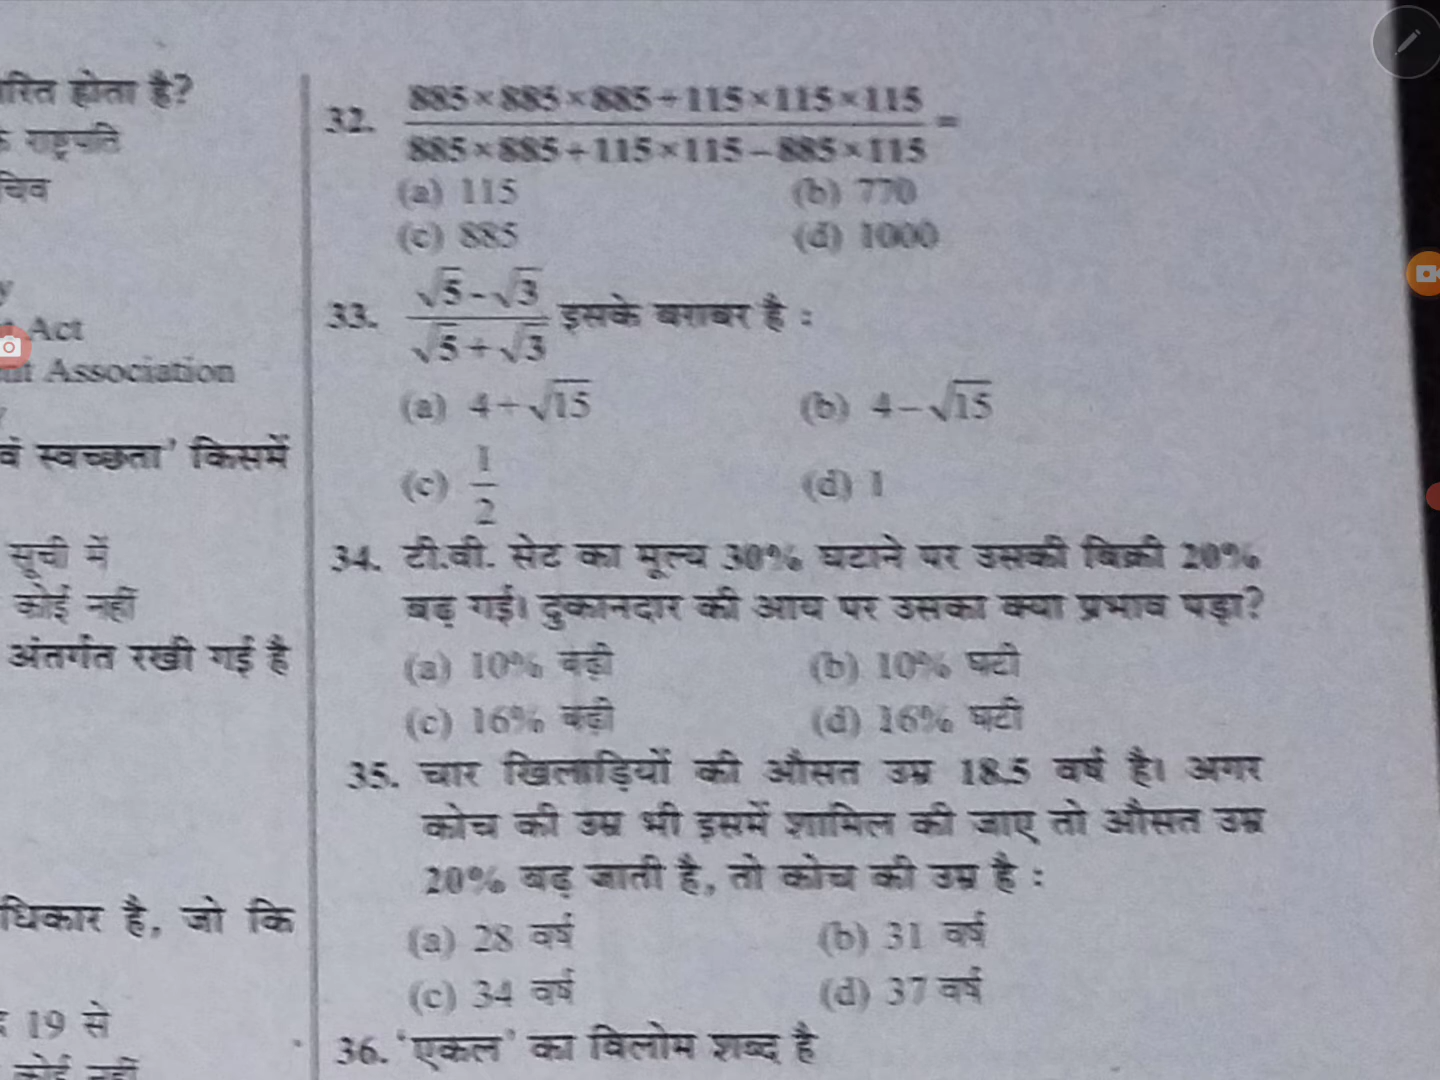 रित होता है?
राष्ट्रपति
चिव
y
Act
Association
वं स्वच्छता' किसमें
सूची में
कोई नहीं
अंतर्गत रखी गई है
धिकार है, जो कि
19 से
कोई नहीं
32. 885×885×885+115×115×115
885×885+115×115−885×115 =
(a) 115 (b) 770
(c) 885 (d) 1000
33. √5−√3
√5+√3 इसके बराबर है :
(a) 4+√15 (b) 4−√15
(c) 1/2 (d) 1
34. टी.वी. सेट का मूल्य 30% घटाने पर उसकी बिक्री 20%
बढ़ गई। दुकानदार की आय पर उसका क्या प्रभाव पड़ा?
(a) 10% बढ़ी (b) 10% घटी
(c) 16% बढ़ी (d) 16% घटी
35. चार खिलाड़ियों की औसत उम्र 18.5 वर्ष है। अगर
कोच की उम्र भी इसमें शामिल की जाए तो औसत उम्र
20% बढ़ जाती है, तो कोच की उम्र है :
(a) 28 वर्ष (b) 31 वर्ष
(c) 34 वर्ष (d) 37 वर्ष
36. 'एकल' का विलोम शब्द है